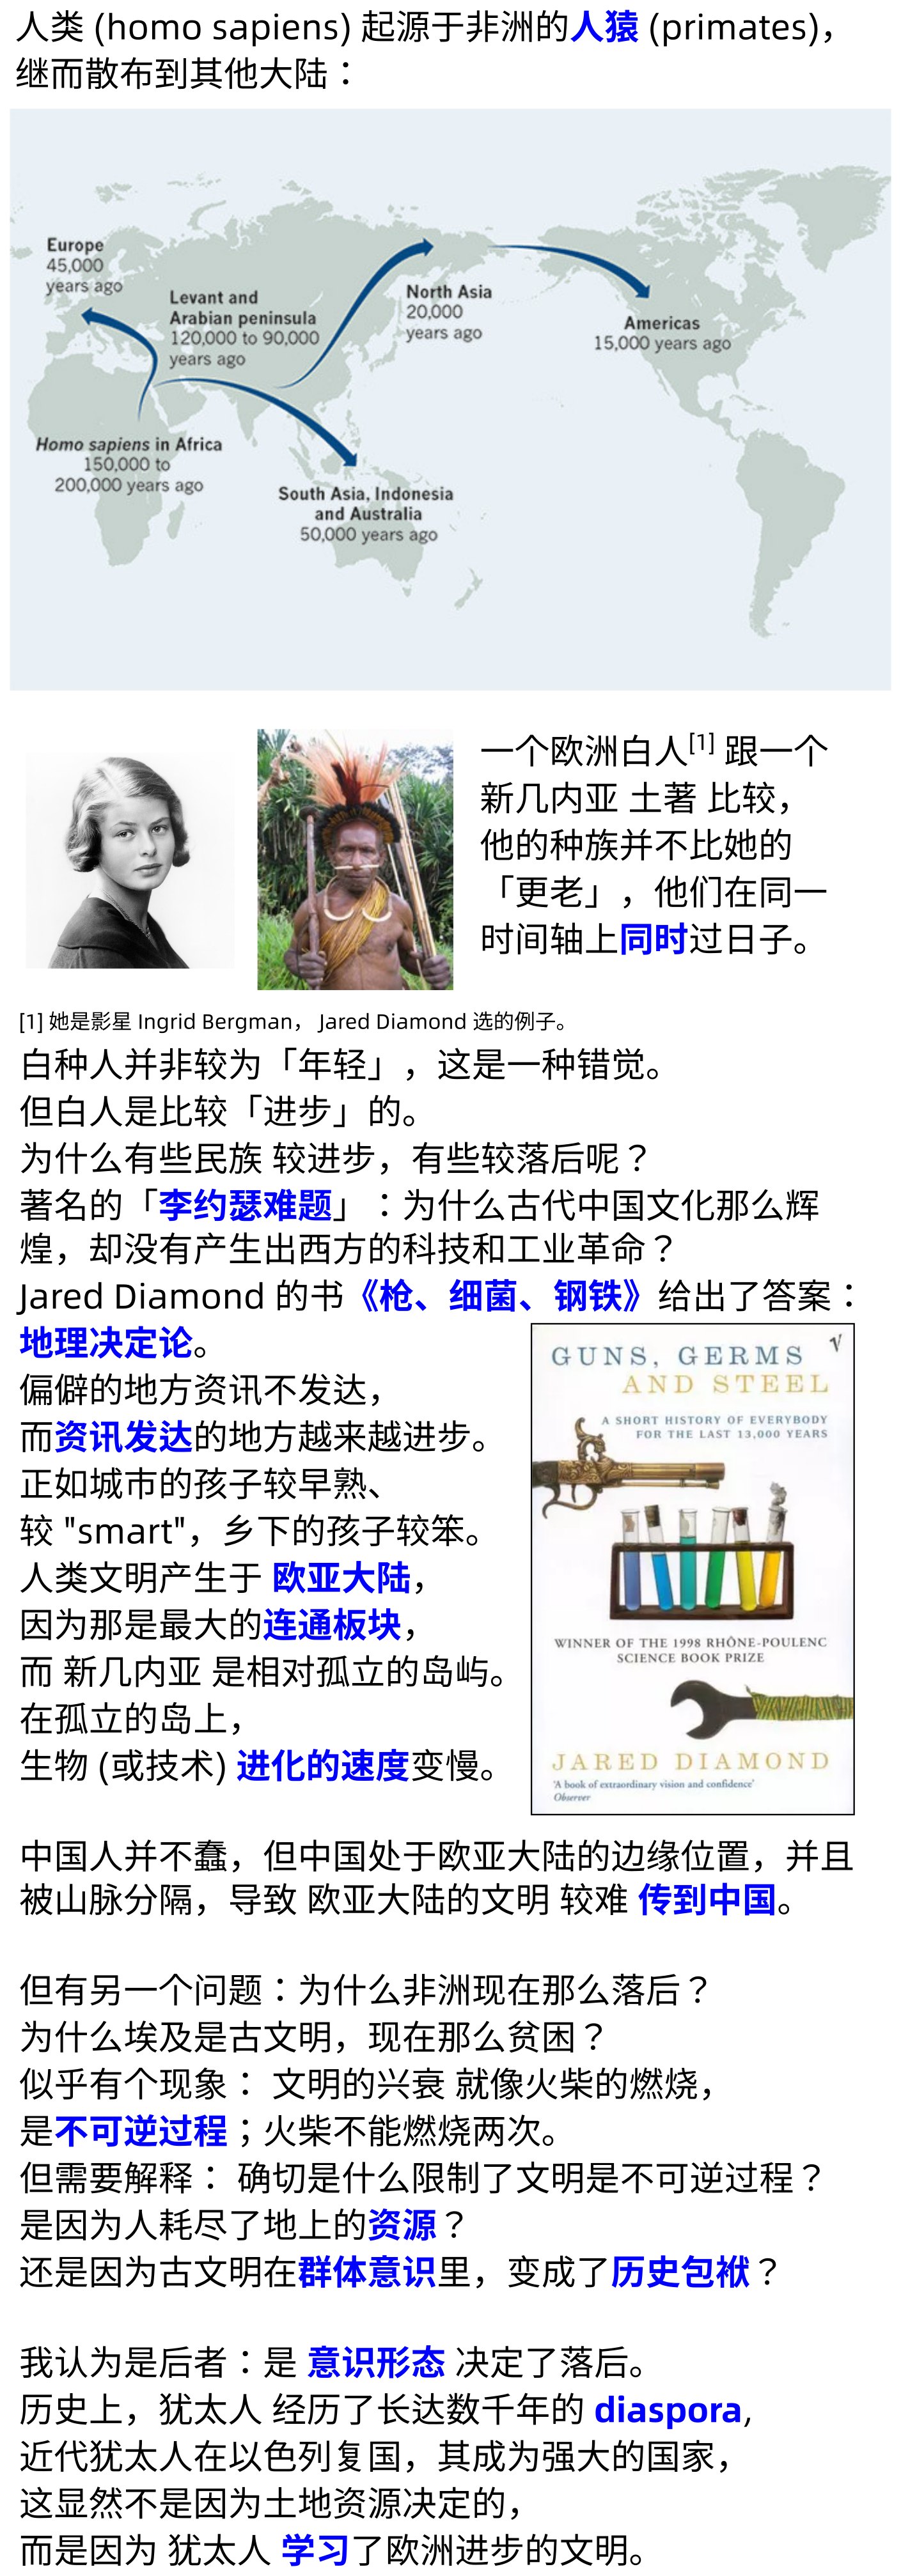 人类 (homo sapiens) 起源于非洲的人猿 (primates)，
继而散布到其他大陆：
Europe
45,000
years ago
Levant and
Arabian peninsula
120,000 to 90,000
years ago
North Asia
20,000
years ago
Americas
15,000 years ago
Homo sapiens in Africa
150,000 to
200,000 years ago
South Asia, Indonesia
and Australia
50,000 years ago
一个欧洲白人[1] 跟一个
新几内亚 土著 比较，
他的种族并不比她的
「更老」，他们在同一
时间轴上同时过日子。
[1] 她是影星 Ingrid Bergman， Jared Diamond 选的例子。
白种人并非较为「年轻」，这是一种错觉。
但白人是比较「进步」的。
为什么有些民族 较进步，有些较落后呢？
著名的「李约瑟难题」：为什么古代中国文化那么辉
煌，却没有产生出西方的科技和工业革命？
Jared Diamond 的书《枪、细菌、钢铁》给出了答案：
地理决定论。
偏僻的地方资讯不发达，
而资讯发达的地方越来越进步。
正如城市的孩子较早熟、
较 "smart"，乡下的孩子较笨。
人类文明产生于 欧亚大陆，
因为那是最大的连通板块，
而 新几内亚 是相对孤立的岛屿。
在孤立的岛上，
生物 (或技术) 进化的速度变慢。
V
GUNS, GERMS
AND STEEL
A SHORT HISTORY OF EVERYBODY
FOR THE LAST 13,000 YEARS
WINNER OF THE 1998 RHÔNE-POULENC
SCIENCE BOOK PRIZE
JARED DIAMOND
'A book of extraordinary vision and confidence'
Observer
中国人并不蠢，但中国处于欧亚大陆的边缘位置，并且
被山脉分隔，导致 欧亚大陆的文明 较难 传到中国。
但有另一个问题：为什么非洲现在那么落后？
为什么埃及是古文明，现在那么贫困？
似乎有个现象： 文明的兴衰 就像火柴的燃烧，
是不可逆过程；火柴不能燃烧两次。
但需要解释： 确切是什么限制了文明是不可逆过程？
是因为人耗尽了地上的资源？
还是因为古文明在群体意识里，变成了历史包袱？
我认为是后者：是 意识形态 决定了落后。
历史上，犹太人 经历了长达数千年的 diaspora,
近代犹太人在以色列复国，其成为强大的国家，
这显然不是因为土地资源决定的，
而是因为 犹太人 学习了欧洲进步的文明。